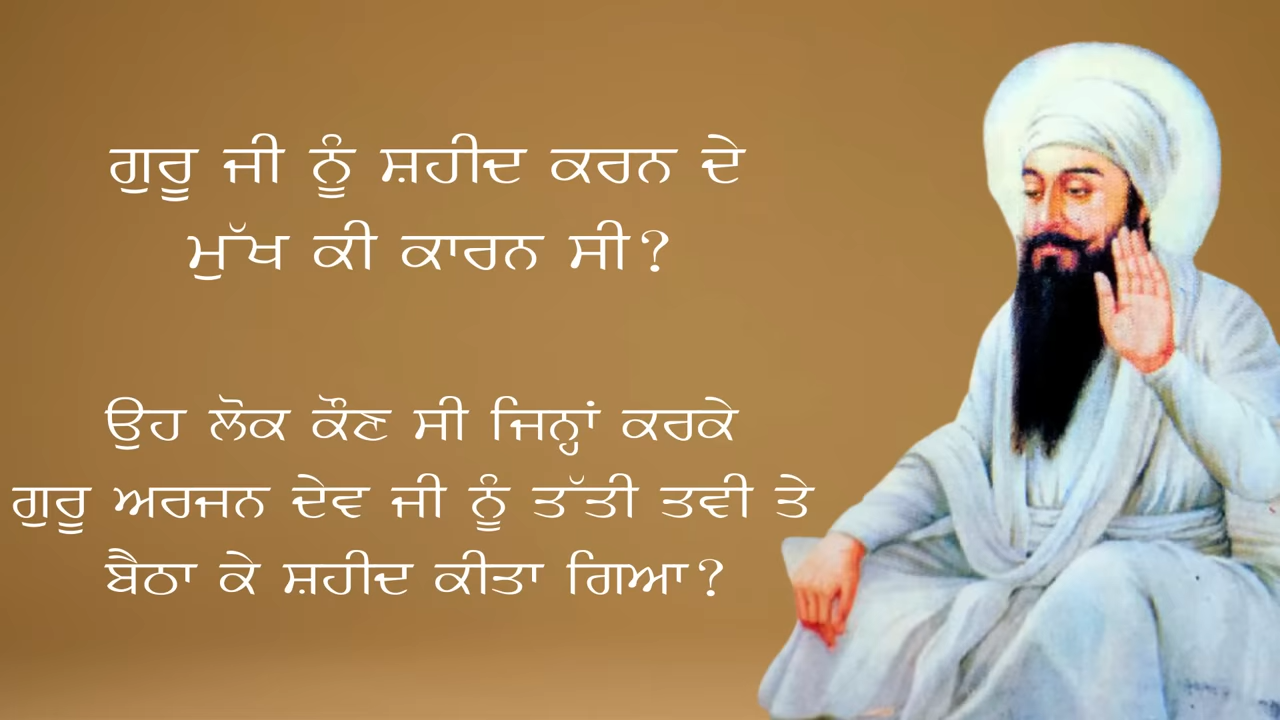 ਗੁਰੂ ਜੀ ਨੂੰ ਸ਼ਹੀਦ ਕਰਨ ਦੇ
ਮੁੱਖ ਕੀ ਕਾਰਨ ਸੀ?
ਉਹ ਲੋਕ ਕੌਣ ਸੀ ਜਿਨ੍ਹਾਂ ਕਰਕੇ
ਗੁਰੂ ਅਰਜਨ ਦੇਵ ਜੀ ਨੂੰ ਤੱਤੀ ਤਵੀ ਤੇ
ਬੈਠਾ ਕੇ ਸ਼ਹੀਦ ਕੀਤਾ ਗਿਆ?